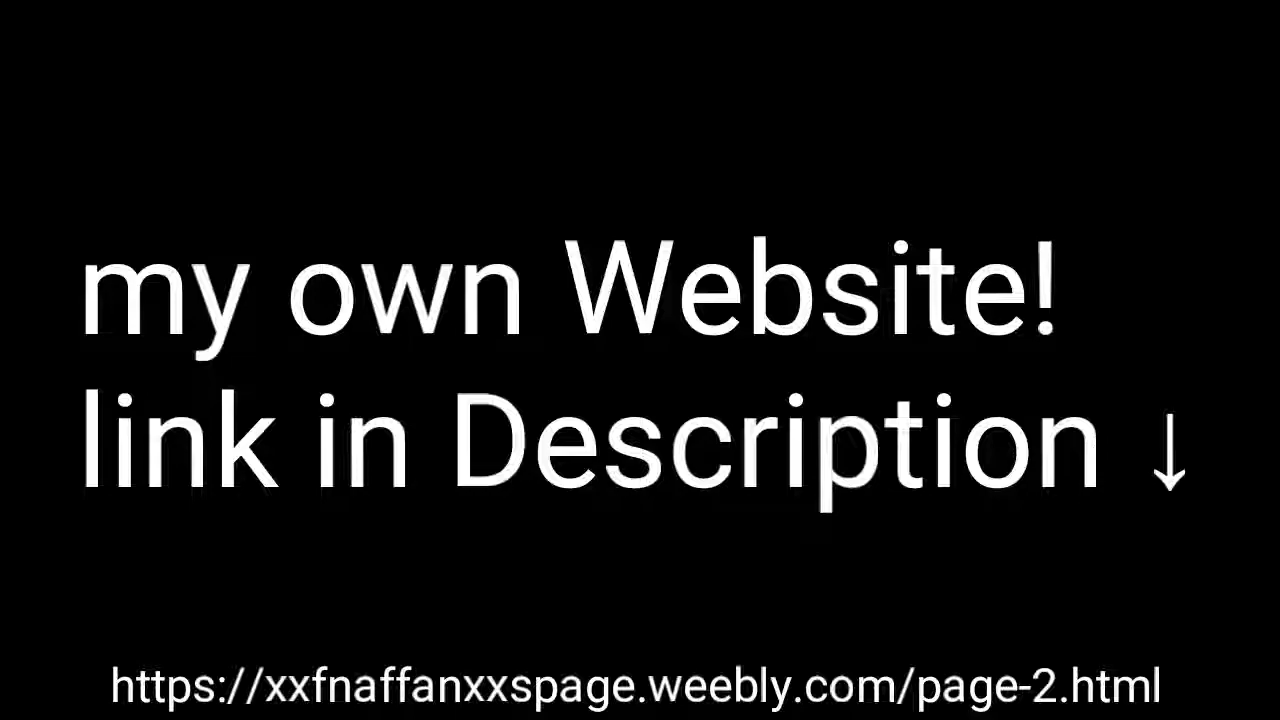 my own Website!
link in Description ↓
https://xxfnaffanxxspage.weebly.com/page-2.html